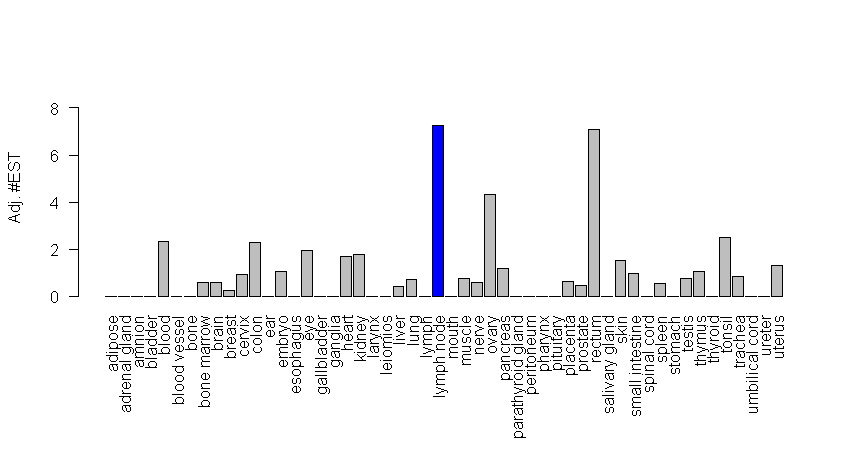 Adj. #EST
8
6
4
2
0
adipose
adrenal gland
amnion
bladder
blood
blood vessel
bone
bone marrow
brain
breast
cervix
colon
ear
embryo
esophagus
eye
gallbladder
ganglia
heart
kidney
larynx
leiomios
liver
lung
lymph
lymph node
mouth
muscle
nerve
ovary
pancreas
parathyroid gland
peritoneum
pharynx
pituitary
placenta
prostate
rectum
salivary gland
skin
small intestine
spinal cord
spleen
stomach
testis
thymus
thyroid
tonsil
trachea
umbilical cord
ureter
uterus